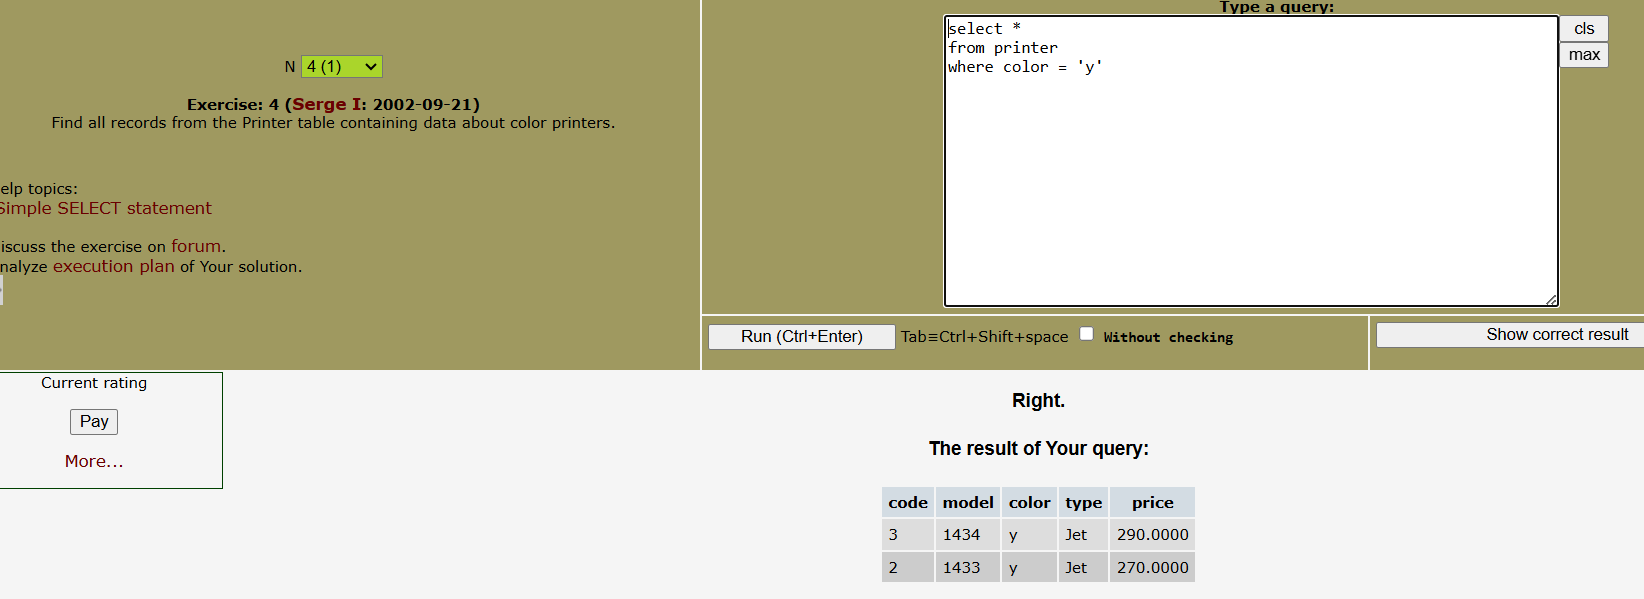 N 4 (1)
Exercise: 4 (Serge I: 2002-09-21)
Find all records from the Printer table containing data about color printers.
elp topics:
Simple SELECT statement
iscuss the exercise on forum.
nalyze execution plan of Your solution.
Type a query:
select *
from printer
where color = 'y'
cls
max
Run (Ctrl+Enter) Tab≡Ctrl+Shift+space Without checking
Show correct result
Current rating
Pay
More...
Right.
The result of Your query:
code model color type price
3 1434 y Jet 290.0000
2 1433 y Jet 270.0000